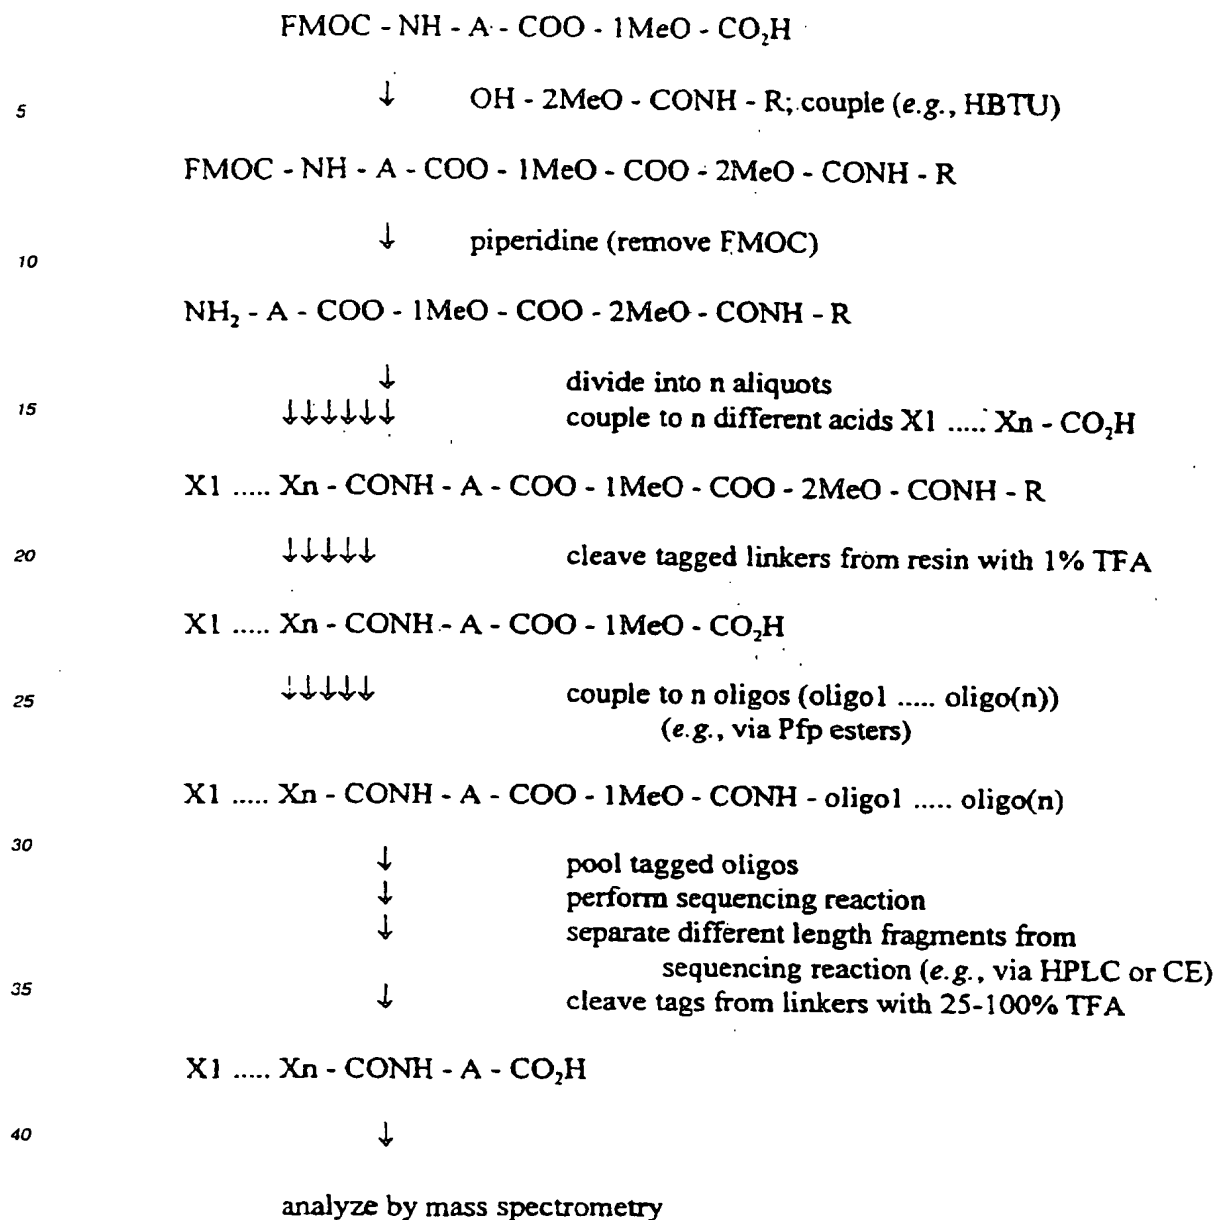 FMOC - NH - A - COO - 1MeO - CO₂H
5 ↓ OH - 2MeO - CONH - R; couple (e.g., HBTU)
FMOC - NH - A - COO - 1MeO - COO - 2MeO - CONH - R
↓ piperidine (remove FMOC)
10
NH₂ - A - COO - 1MeO - COO - 2MeO - CONH - R
↓ divide into n aliquots
15 ↓↓↓↓↓↓ couple to n different acids X1 ..... Xn - CO₂H
X1 ..... Xn - CONH - A - COO - 1MeO - COO - 2MeO - CONH - R
20 ↓↓↓↓↓ cleave tagged linkers from resin with 1% TFA
X1 ..... Xn - CONH - A - COO - 1MeO - CO₂H
25 ↓↓↓↓↓ couple to n oligos (oligo1 ..... oligo(n))
(e.g., via Pfp esters)
X1 ..... Xn - CONH - A - COO - 1MeO - CONH - oligo1 ..... oligo(n)
30
↓ pool tagged oligos
↓ perform sequencing reaction
↓ separate different length fragments from
sequencing reaction (e.g., via HPLC or CE)
35 ↓ cleave tags from linkers with 25-100% TFA
X1 ..... Xn - CONH - A - CO₂H
40 ↓
analyze by mass spectrometry